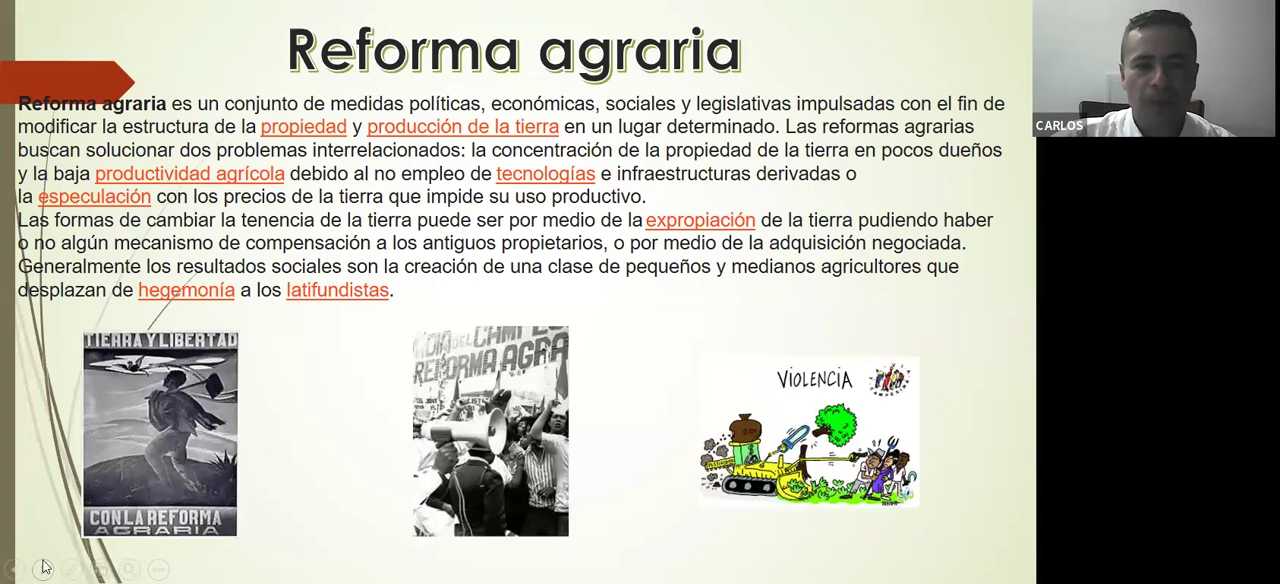 Reforma agraria
CARLOS
Reforma agraria es un conjunto de medidas políticas, económicas, sociales y legislativas impulsadas con el fin de
modificar la estructura de la propiedad y producción de la tierra en un lugar determinado. Las reformas agrarias
buscan solucionar dos problemas interrelacionados: la concentración de la propiedad de la tierra en pocos dueños
y la baja productividad agrícola debido al no empleo de tecnologías e infraestructuras derivadas o
la especulación con los precios de la tierra que impide su uso productivo.
Las formas de cambiar la tenencia de la tierra puede ser por medio de la expropiación de la tierra pudiendo haber
o no algún mecanismo de compensación a los antiguos propietarios, o por medio de la adquisición negociada.
Generalmente los resultados sociales son la creación de una clase de pequeños y medianos agricultores que
desplazan de hegemonía a los latifundistas.
TIERRA Y LIBERTAD
CON LA REFORMA
AGRARIA
DIA DEL CAMPE
REFORMA AGRA
VIOLENCIA